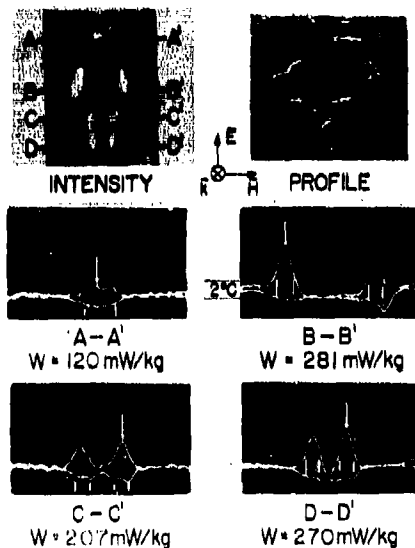 A A'
B B'
C C'
D D'
E
K H
INTENSITY PROFILE
2°C
A-A' B-B'
W = 120 mW/kg W = 281 mW/kg
C-C' D-D'
W = 207 mW/kg W = 270 mW/kg